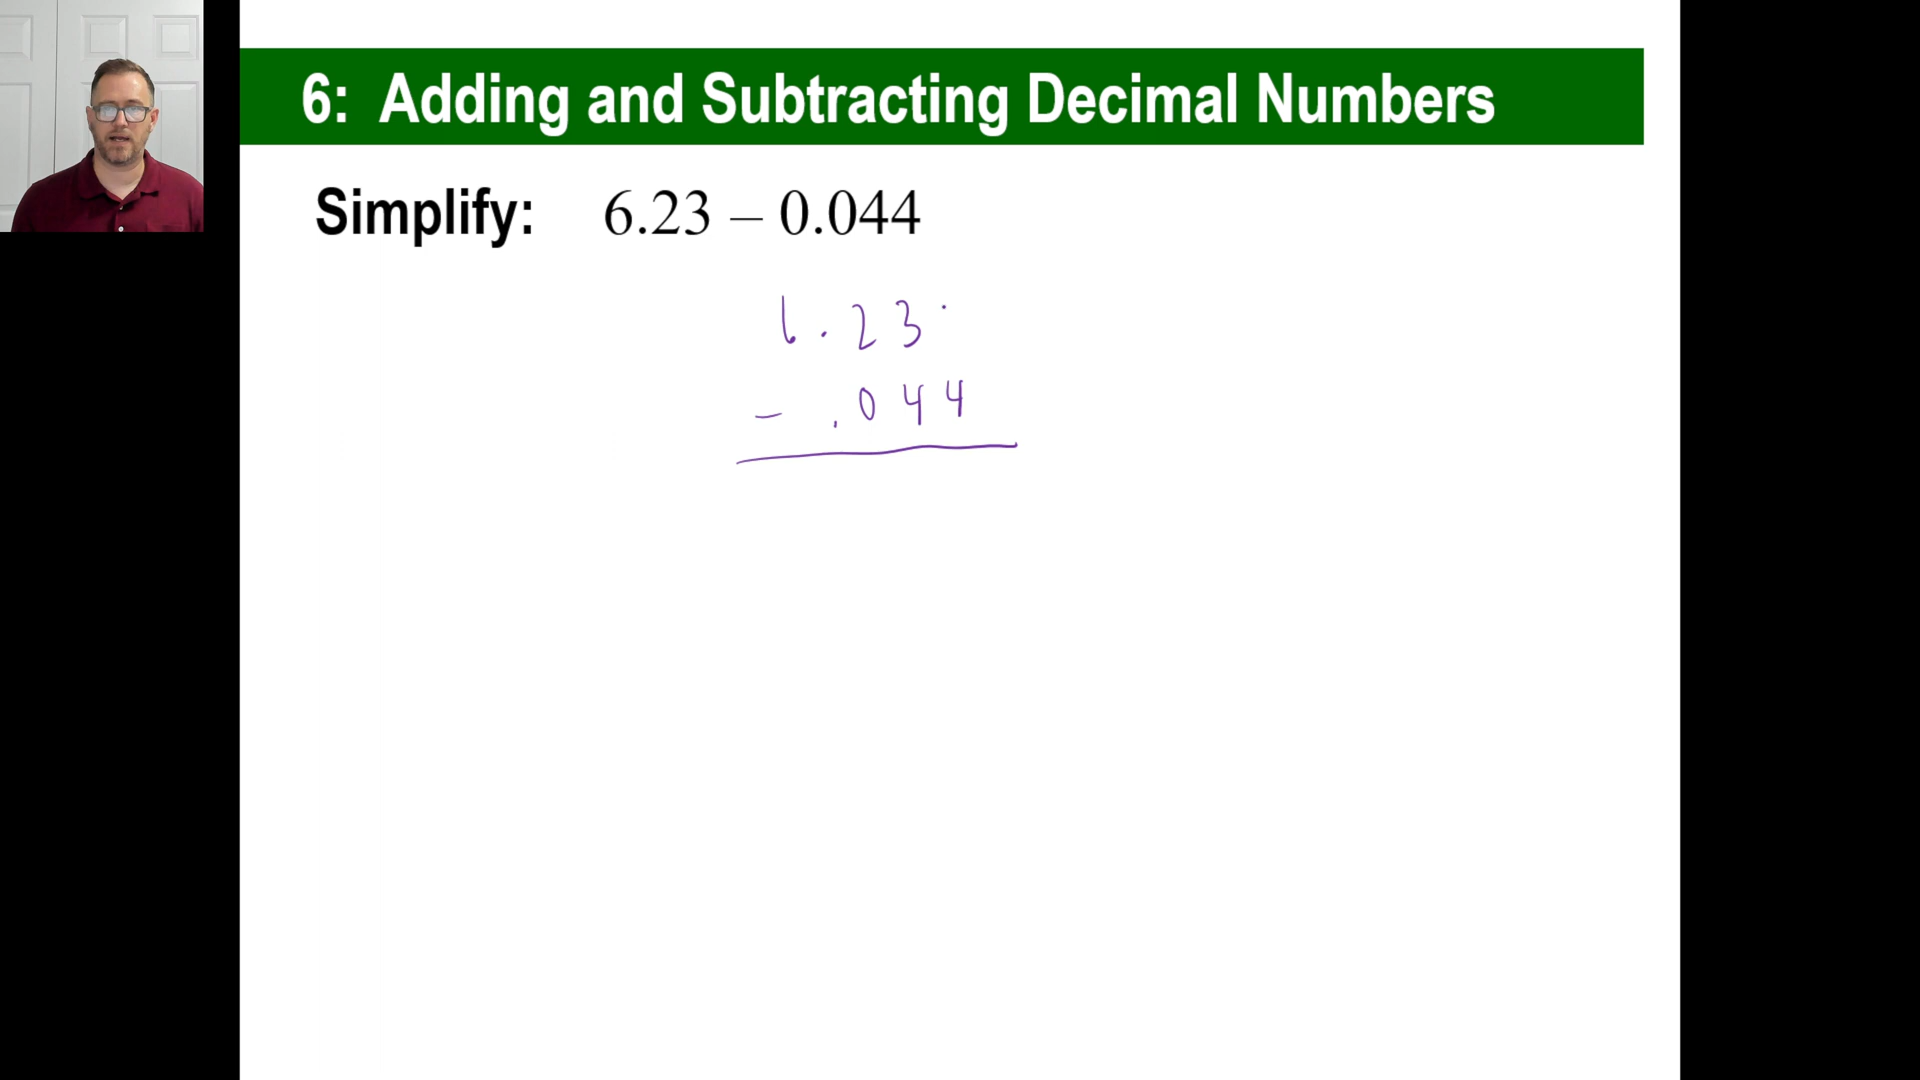 6: Adding and Subtracting Decimal Numbers
Simplify: 6.23 – 0.044
6.23
- .044